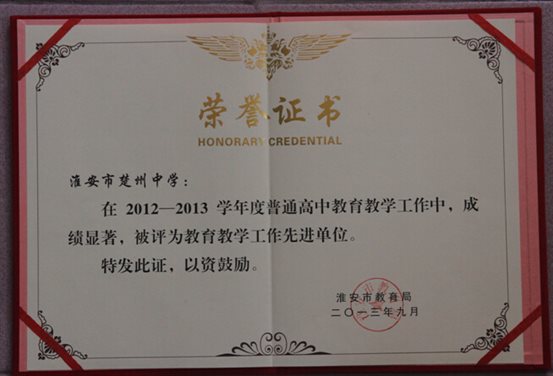 荣誉证书
HONORARY CREDENTIAL
淮安市楚州中学：
在 2012—2013 学年度普通高中教育教学工作中，成
绩显著，被评为教育教学工作先进单位。
特发此证，以资鼓励。
淮安市教育局
二〇一三年九月